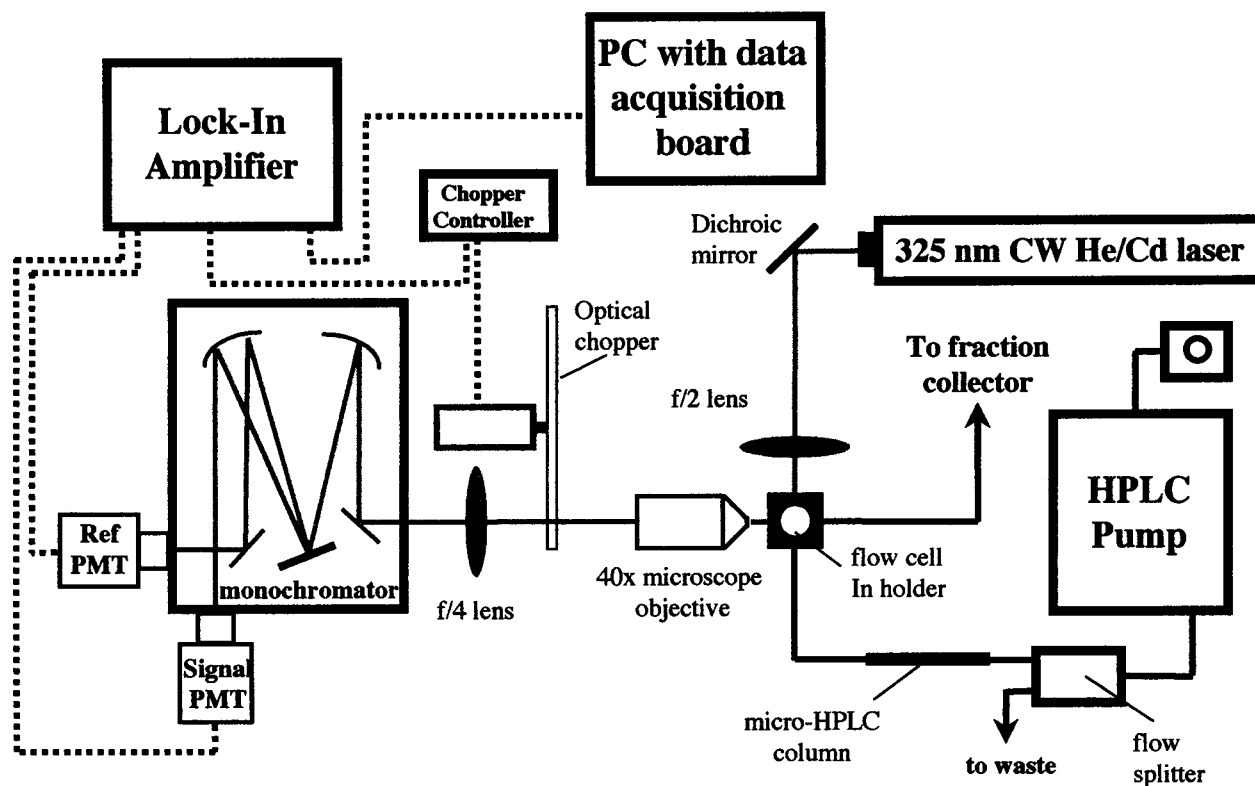 PC with data
acquisition
board
Lock-In
Amplifier
Chopper
Controller
Dichroic
mirror
325 nm CW He/Cd laser
Optical
chopper
To fraction
collector
f/2 lens
HPLC
Pump
Ref
PMT
monochromator
f/4 lens
40x microscope
objective
flow cell
In holder
Signal
PMT
micro-HPLC
column
to waste
flow
splitter